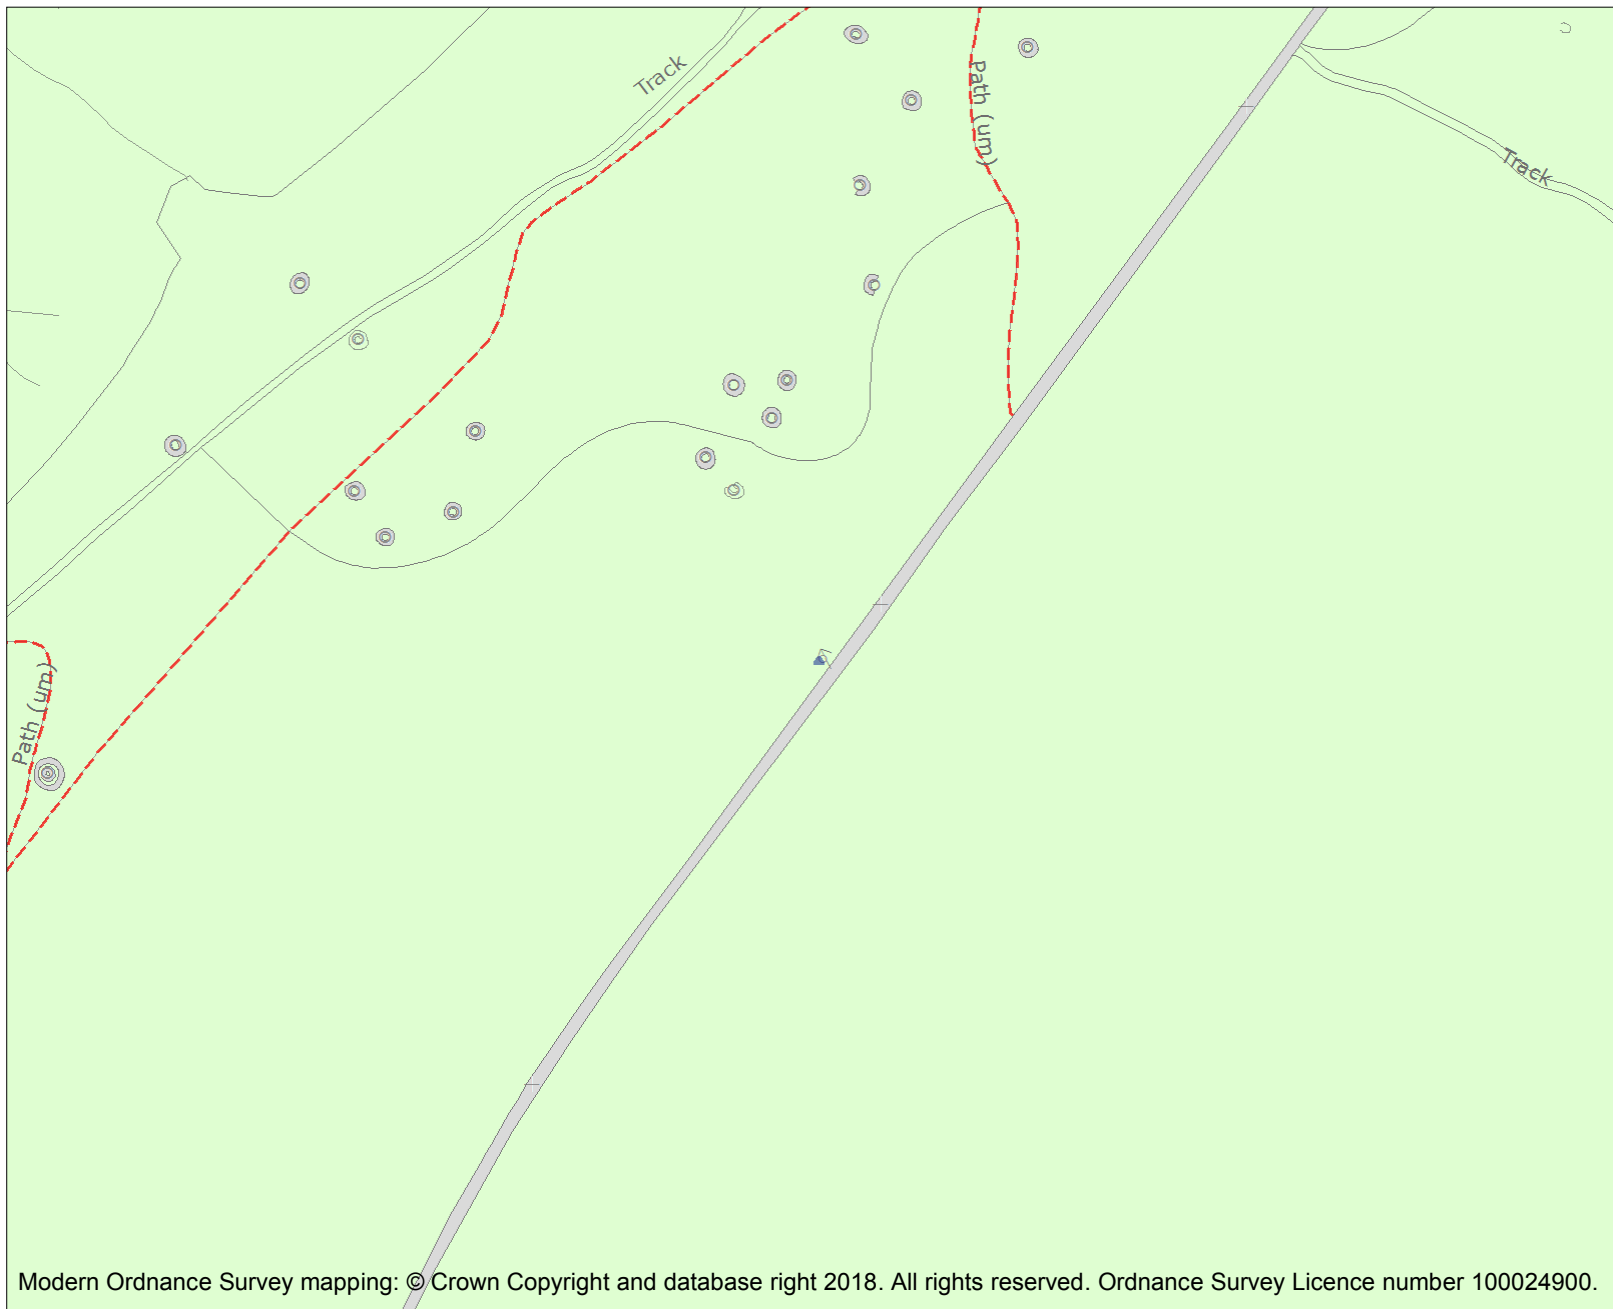 Track
Path (um)
Track
Path (um)
Modern Ordnance Survey mapping: © Crown Copyright and database right 2018. All rights reserved. Ordnance Survey Licence number 100024900.